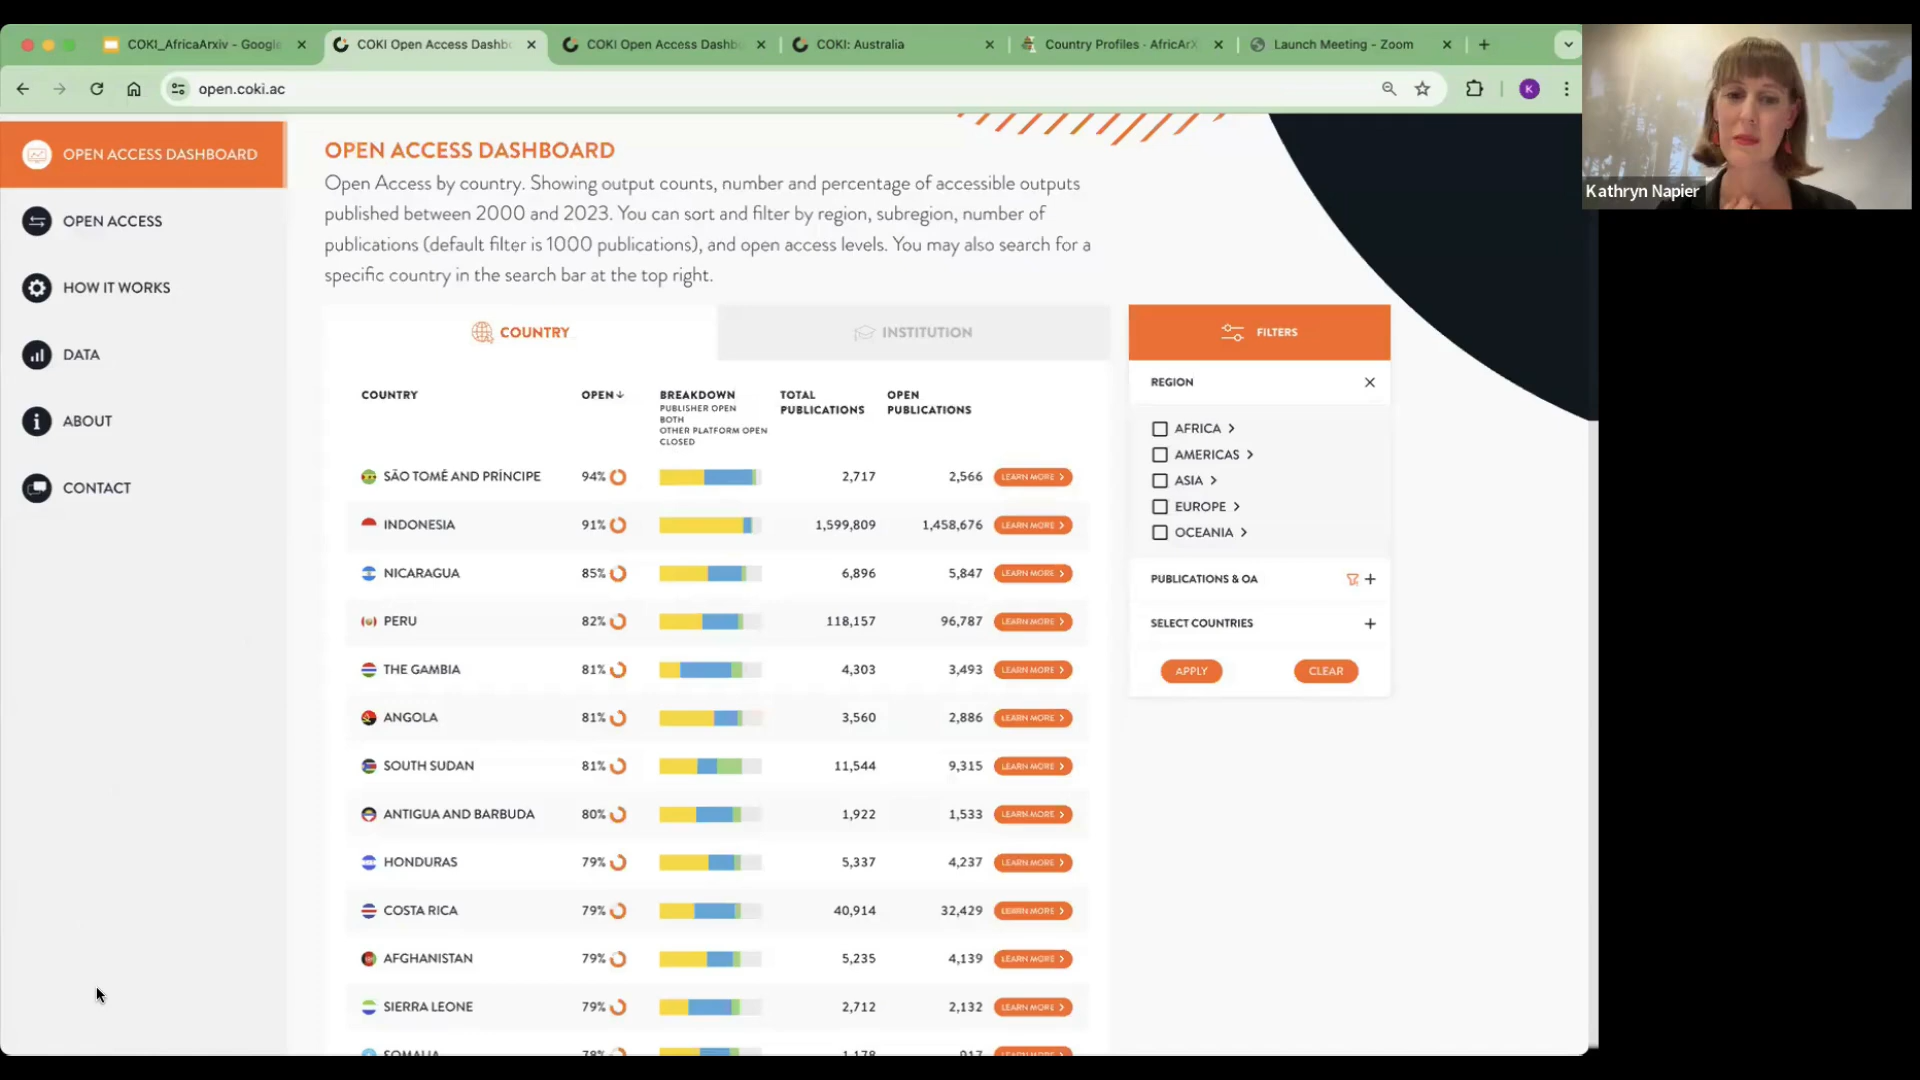 COKI_AfricaArxiv - Google
COKI Open Access Dashb
COKI Open Access Dashb
COKI: Australia
Country Profiles · AfricArX
Launch Meeting - Zoom
open.coki.ac
K
Kathryn Napier
OPEN ACCESS DASHBOARD
OPEN ACCESS
HOW IT WORKS
DATA
ABOUT
CONTACT
OPEN ACCESS DASHBOARD
Open Access by country. Showing output counts, number and percentage of accessible outputs
published between 2000 and 2023. You can sort and filter by region, subregion, number of
publications (default filter is 1000 publications), and open access levels. You may also search for a
specific country in the search bar at the top right.
COUNTRY
INSTITUTION
COUNTRY OPEN↓ BREAKDOWN TOTAL PUBLICATIONS OPEN PUBLICATIONS
PUBLISHER OPEN
BOTH
OTHER PLATFORM OPEN
CLOSED
SÃO TOMÉ AND PRÍNCIPE 94% 2,717 2,566 LEARN MORE >
INDONESIA 91% 1,599,809 1,458,676 LEARN MORE >
NICARAGUA 85% 6,896 5,847 LEARN MORE >
PERU 82% 118,157 96,787 LEARN MORE >
THE GAMBIA 81% 4,303 3,493 LEARN MORE >
ANGOLA 81% 3,560 2,886 LEARN MORE >
SOUTH SUDAN 81% 11,544 9,315 LEARN MORE >
ANTIGUA AND BARBUDA 80% 1,922 1,533 LEARN MORE >
HONDURAS 79% 5,337 4,237 LEARN MORE >
COSTA RICA 79% 40,914 32,429 LEARN MORE >
AFGHANISTAN 79% 5,235 4,139 LEARN MORE >
SIERRA LEONE 79% 2,712 2,132 LEARN MORE >
SOMALIA 78% 1,178 917 LEARN MORE >
FILTERS
REGION
AFRICA >
AMERICAS >
ASIA >
EUROPE >
OCEANIA >
PUBLICATIONS & OA +
SELECT COUNTRIES +
APPLY
CLEAR